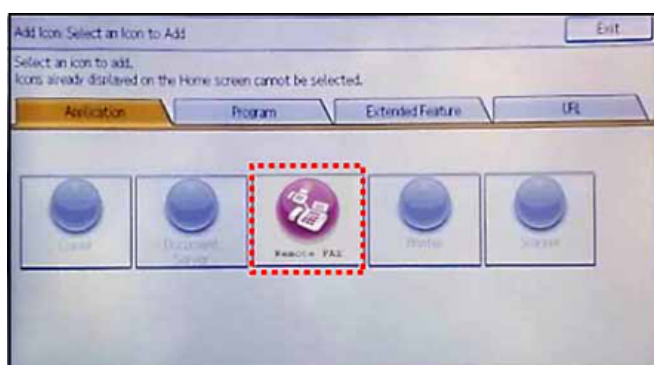 Add Icon: Select an Icon to Add
Exit
Select an icon to add.
Icons already displayed on the Home screen cannot be selected.
Application
Program
Extended Feature
URL
Copier
Document
Server
Remote FAX
Printer
Scanner